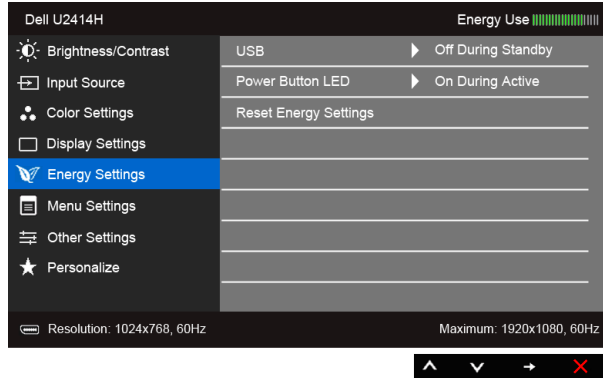 Dell U2414H Energy Use
Brightness/Contrast USB Off During Standby
Input Source Power Button LED On During Active
Color Settings Reset Energy Settings
Display Settings
Energy Settings
Menu Settings
Other Settings
Personalize
Resolution: 1024x768, 60Hz Maximum: 1920x1080, 60Hz